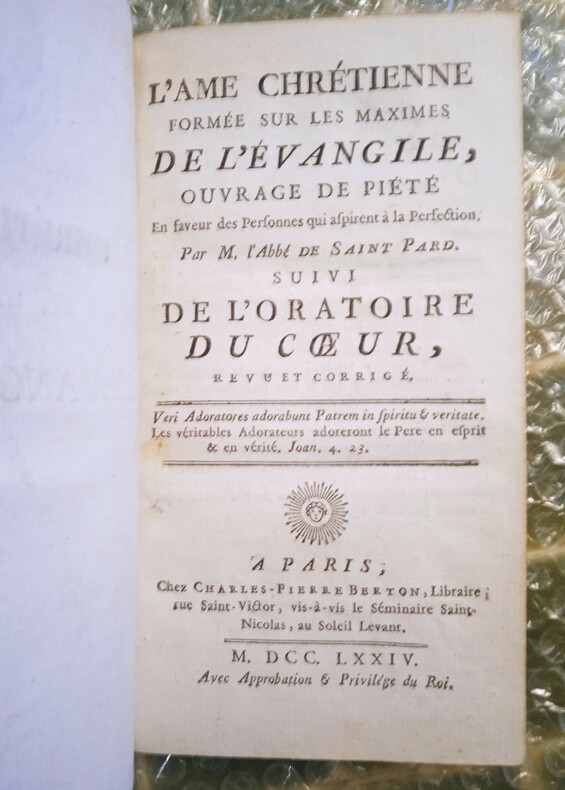 L'AME CHRÉTIENNE
FORMÉE SUR LES MAXIMES
DE L'ÉVANGILE,
OUVRAGE DE PIÉTÉ
En faveur des Perſonnes qui aſpirent à la Perfection.
Par M. l'Abbé DE SAINT PARD.
SUIVI
DE L'ORATOIRE
DU CŒUR,
REVU ET CORRIGÉ.
Veri Adoratores adorabunt Patrem in ſpiritu & veritate.
Les véritables Adorateurs adoreront le Pere en eſprit
& en vérité. Joan. 4. 23.
A PARIS,
Chez CHARLES-PIERRE BERTON, Libraire,
rue Saint-Victor, vis-à-vis le Séminaire Saint-
Nicolas, au Soleil Levant.
M. DCC. LXXIV.
Avec Approbation & Privilége du Roi.